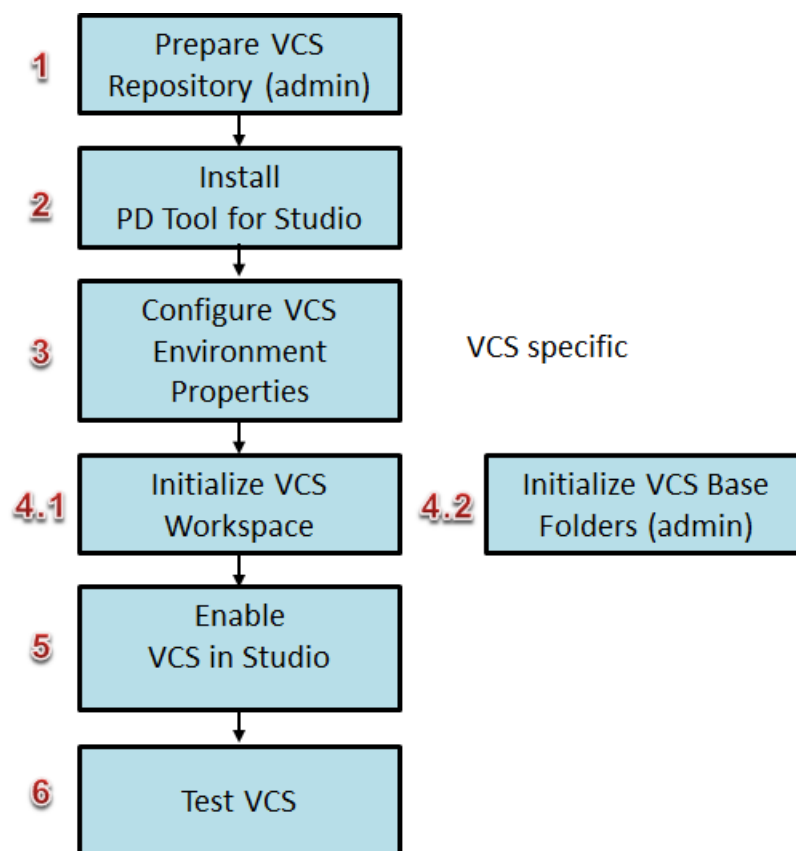 1
Prepare VCS
Repository (admin)
2
Install
PD Tool for Studio
3
Configure VCS
Environment
Properties
VCS specific
4.1
Initialize VCS
Workspace
4.2
Initialize VCS Base
Folders (admin)
5
Enable
VCS in Studio
6
Test VCS